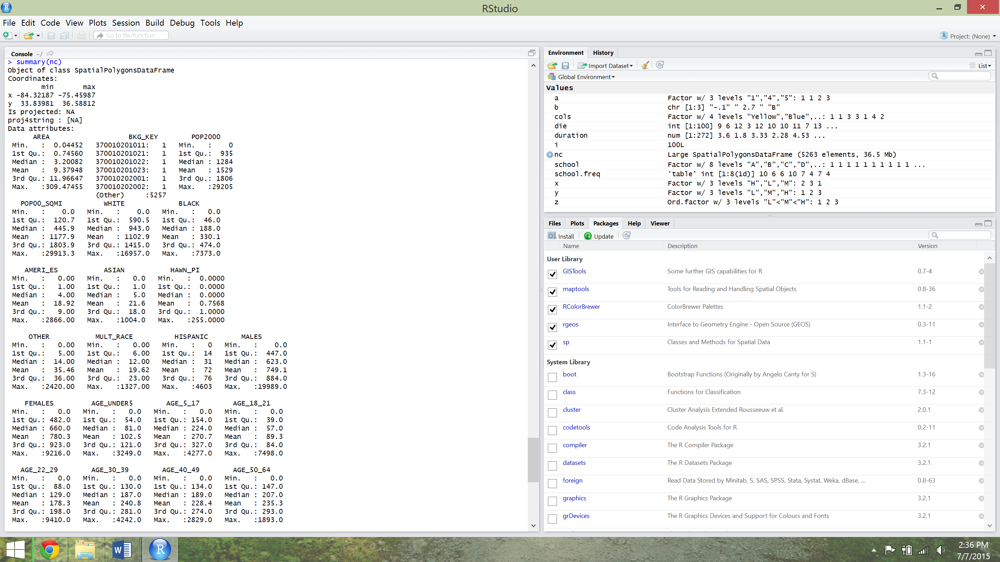 RStudio
File Edit Code View Plots Session Build Debug Tools Help
Go to file/function
Project: (None)
Console ~/
> summary(nc)
Object of class SpatialPolygonsDataFrame
Coordinates:
min max
x -84.32187 -75.45987
y 33.83981 36.58812
Is projected: NA
proj4string : [NA]
Data attributes:
AREA BKG_KEY POP2000
Min. : 0.04452 370010201011: 1 Min. : 0
1st Qu.: 0.74560 370010201021: 1 1st Qu.: 935
Median : 3.20082 370010201022: 1 Median : 1284
Mean : 9.37948 370010201023: 1 Mean : 1529
3rd Qu.: 11.96647 370010202001: 1 3rd Qu.: 1806
Max. :309.47455 370010202002: 1 Max. :29205
(Other) :5257
POP00_SQMI WHITE BLACK
Min. : 0.0 Min. : 0.0 Min. : 0.0
1st Qu.: 120.7 1st Qu.: 590.5 1st Qu.: 46.0
Median : 445.9 Median : 943.0 Median : 188.0
Mean : 1177.9 Mean : 1102.9 Mean : 330.1
3rd Qu.: 1803.9 3rd Qu.: 1415.0 3rd Qu.: 474.0
Max. :29913.3 Max. :16957.0 Max. :7373.0
AMERI_ES ASIAN HAWN_PI
Min. : 0.00 Min. : 0.0 Min. : 0.0000
1st Qu.: 1.00 1st Qu.: 1.0 1st Qu.: 0.0000
Median : 4.00 Median : 5.0 Median : 0.0000
Mean : 18.92 Mean : 21.6 Mean : 0.7568
3rd Qu.: 9.00 3rd Qu.: 18.0 3rd Qu.: 1.0000
Max. :2866.00 Max. :1004.0 Max. :255.0000
OTHER MULT_RACE HISPANIC MALES
Min. : 0.00 Min. : 0.00 Min. : 0 Min. : 0.0
1st Qu.: 5.00 1st Qu.: 6.00 1st Qu.: 14 1st Qu.: 447.0
Median : 14.00 Median : 12.00 Median : 31 Median : 623.0
Mean : 35.46 Mean : 19.62 Mean : 72 Mean : 749.1
3rd Qu.: 36.00 3rd Qu.: 23.00 3rd Qu.: 76 3rd Qu.: 884.0
Max. :2420.00 Max. :1327.00 Max. :4603 Max. :19989.0
FEMALES AGE_UNDER5 AGE_5_17 AGE_18_21
Min. : 0.0 Min. : 0.0 Min. : 0.0 Min. : 0.0
1st Qu.: 482.0 1st Qu.: 54.0 1st Qu.: 154.0 1st Qu.: 39.0
Median : 660.0 Median : 81.0 Median : 224.0 Median : 57.0
Mean : 780.3 Mean : 102.5 Mean : 270.7 Mean : 89.3
3rd Qu.: 923.0 3rd Qu.: 121.0 3rd Qu.: 327.0 3rd Qu.: 84.0
Max. :9216.0 Max. :3249.0 Max. :4277.0 Max. :7498.0
AGE_22_29 AGE_30_39 AGE_40_49 AGE_50_64
Min. : 0.0 Min. : 0.0 Min. : 0.0 Min. : 0.0
1st Qu.: 88.0 1st Qu.: 130.0 1st Qu.: 134.0 1st Qu.: 147.0
Median : 129.0 Median : 187.0 Median : 189.0 Median : 207.0
Mean : 178.3 Mean : 240.8 Mean : 228.4 Mean : 235.3
3rd Qu.: 198.0 3rd Qu.: 281.0 3rd Qu.: 274.0 3rd Qu.: 293.0
Max. :9410.0 Max. :4242.0 Max. :2829.0 Max. :1893.0
Environment History
Import Dataset
List
Global Environment
Values
a Factor w/ 3 levels "1","4","5": 1 1 2 3
b chr [1:3] "-.1" " 2.7 " "B"
cols Factor w/ 4 levels "Yellow","Blue",..: 1 1 3 3 1 4 2
die int [1:100] 9 6 12 3 12 10 10 11 7 13 ...
duration num [1:272] 3.6 1.8 3.33 2.28 4.53 ...
i 100L
nc Large SpatialPolygonsDataFrame (5263 elements, 36.5 Mb)
school Factor w/ 8 levels "A","B","C","D",..: 1 1 1 1 1 1 1 1 1 1 ...
school.freq 'table' int [1:8(1d)] 10 6 6 10 7 4 7 4
x Factor w/ 3 levels "H","L","M": 2 3 1
y Factor w/ 3 levels "L","M","H": 1 2 3
z Ord.factor w/ 3 levels "L"<"M"<"H": 1 2 3
Files Plots Packages Help Viewer
Install Update
Name Description Version
User Library
GISTools Some further GIS capabilities for R 0.7-4
maptools Tools for Reading and Handling Spatial Objects 0.8-36
RColorBrewer ColorBrewer Palettes 1.1-2
rgeos Interface to Geometry Engine - Open Source (GEOS) 0.3-11
sp Classes and Methods for Spatial Data 1.1-1
System Library
boot Bootstrap Functions (Originally by Angelo Canty for S) 1.3-16
class Functions for Classification 7.3-12
cluster Cluster Analysis Extended Rousseeuw et al. 2.0.1
codetools Code Analysis Tools for R 0.2-11
compiler The R Compiler Package 3.2.1
datasets The R Datasets Package 3.2.1
foreign Read Data Stored by Minitab, S, SAS, SPSS, Stata, Systat, Weka, dBase, ... 0.8-63
graphics The R Graphics Package 3.2.1
grDevices The R Graphics Devices and Support for Colours and Fonts 3.2.1
2:36 PM
7/7/2015